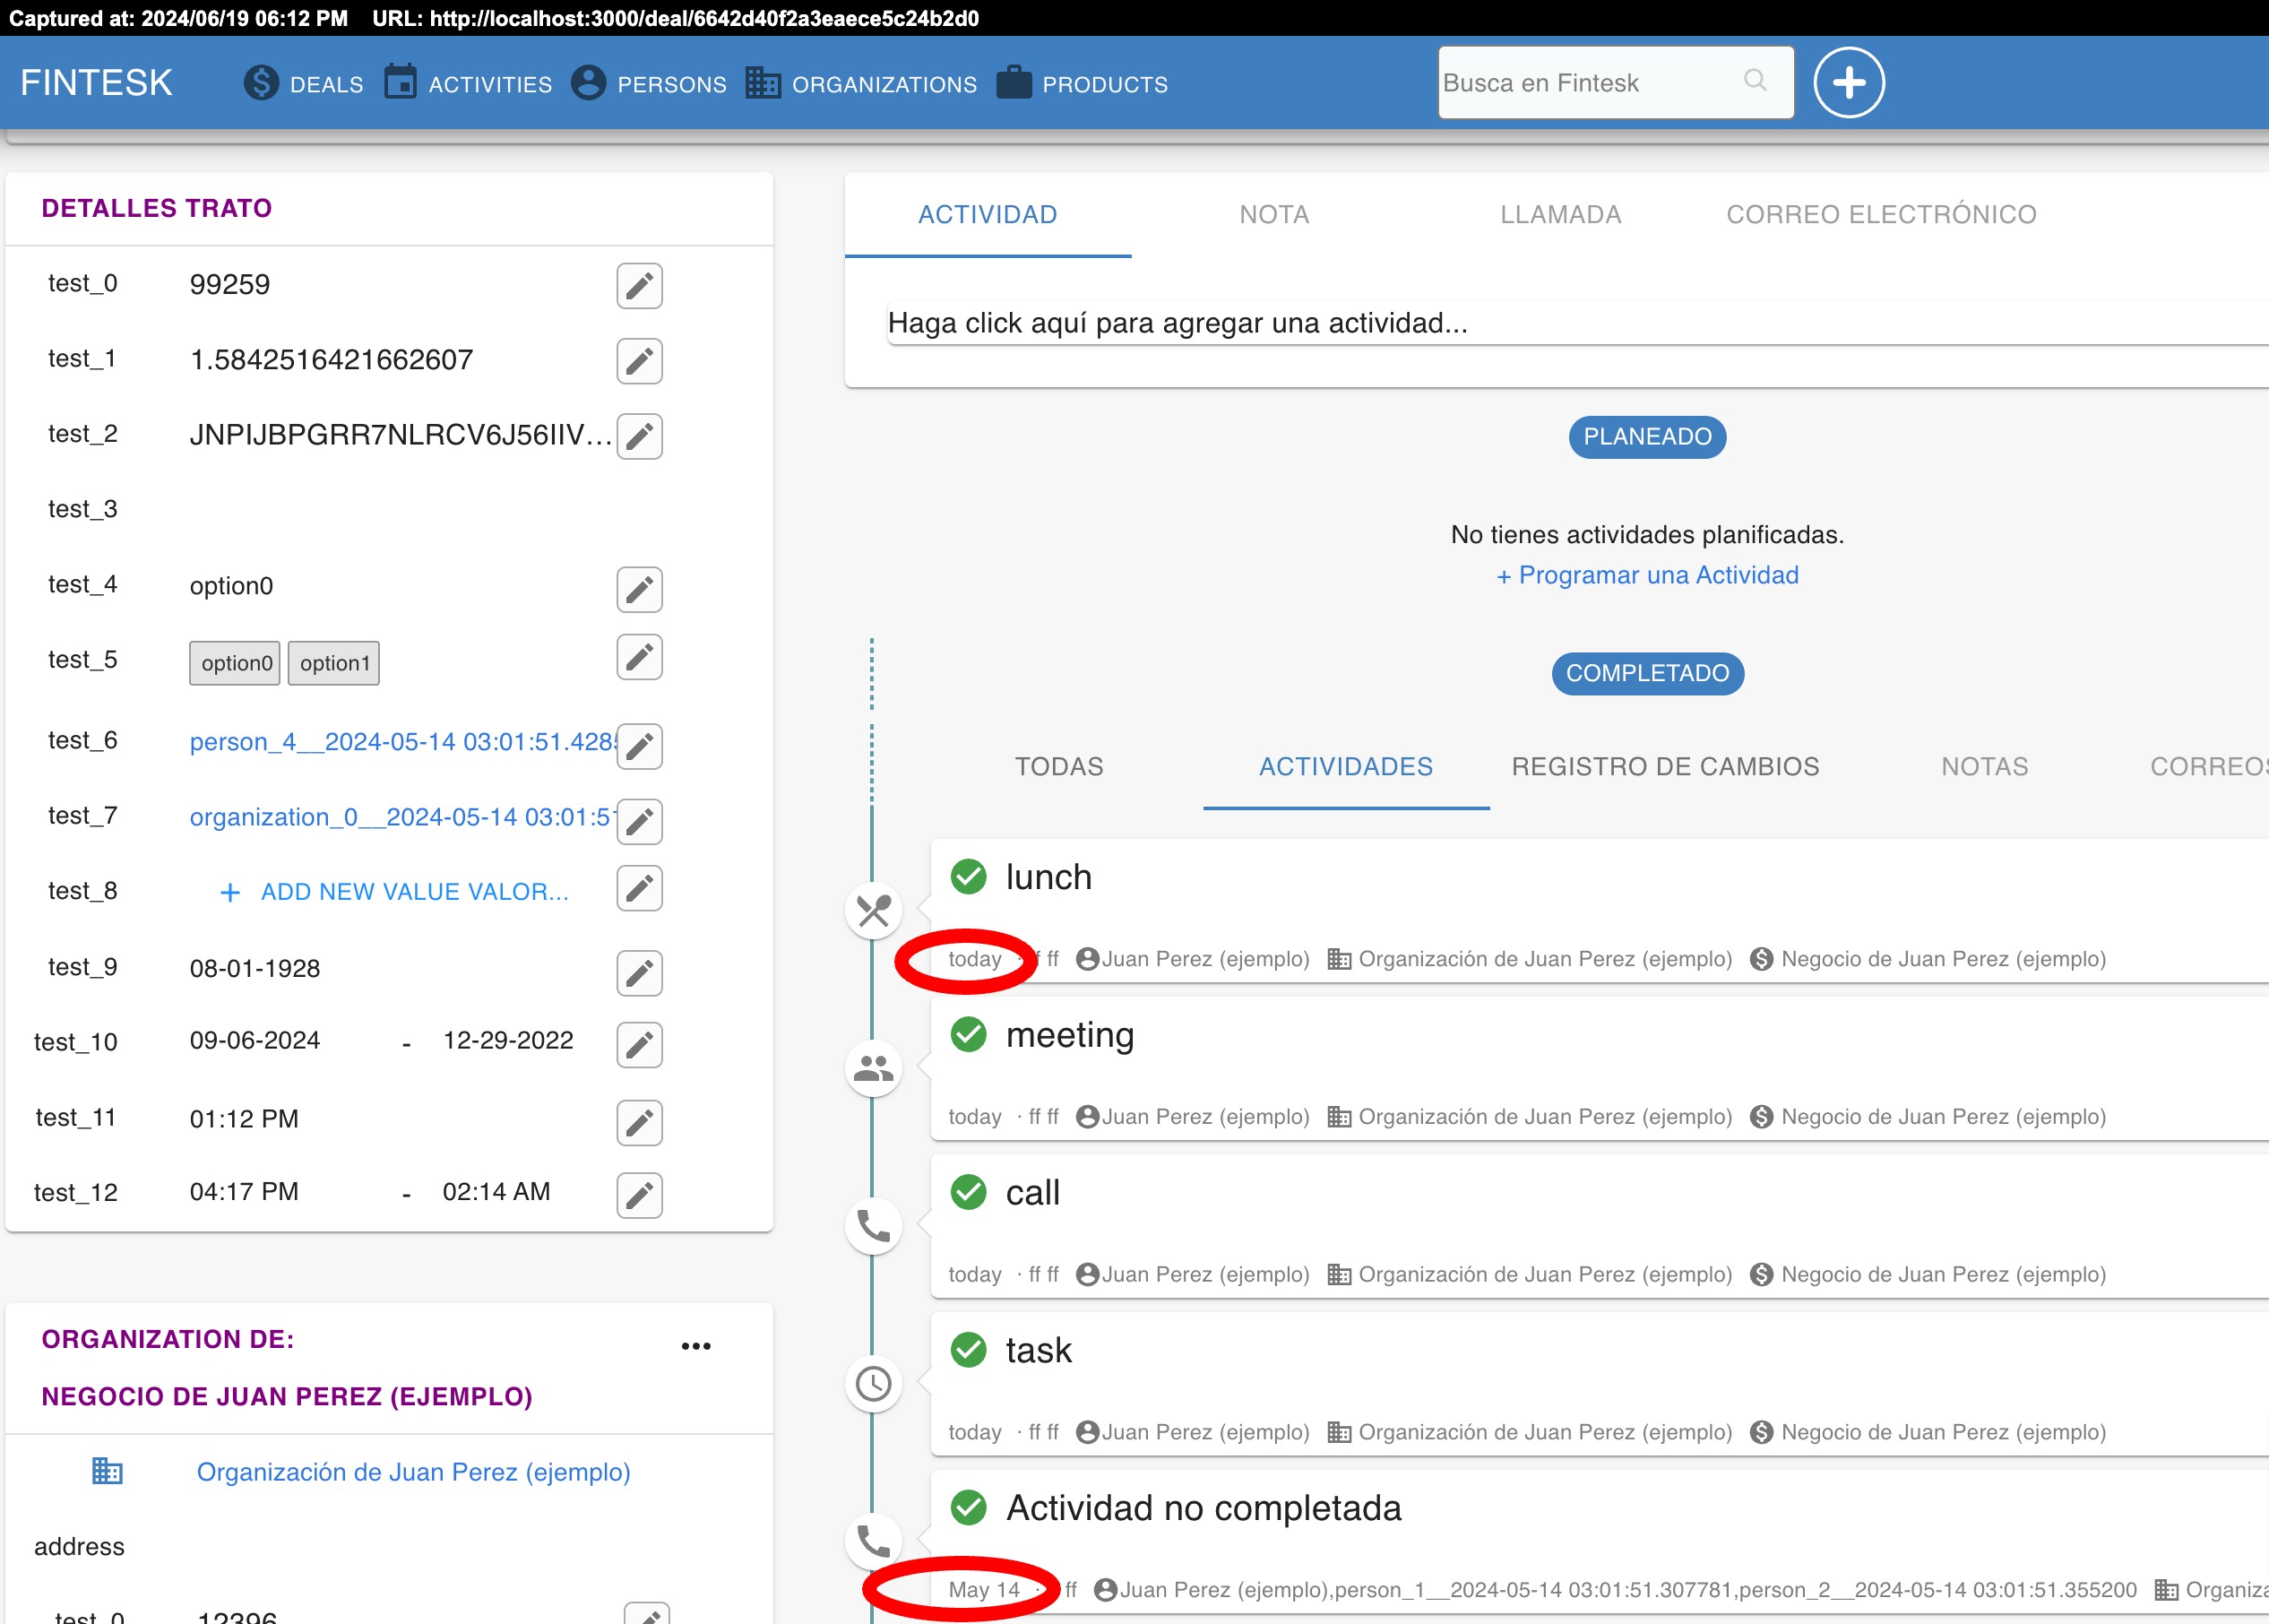 Captured at: 2024/06/19 06:12 PM URL: http://localhost:3000/deal/6642d40f2a3eaece5c24b2d0
FINTESK DEALS ACTIVITIES PERSONS ORGANIZATIONS PRODUCTS Busca en Fintesk
DETALLES TRATO
test_0 99259
test_1 1.5842516421662607
test_2 JNPIJBPGRR7NLRCV6J56IIV...
test_3
test_4 option0
test_5 option0 option1
test_6 person_4__2024-05-14 03:01:51.428
test_7 organization_0__2024-05-14 03:01:51
test_8 + ADD NEW VALUE VALOR...
test_9 08-01-1928
test_10 09-06-2024 - 12-29-2022
test_11 01:12 PM
test_12 04:17 PM - 02:14 AM
ORGANIZATION DE:
NEGOCIO DE JUAN PEREZ (EJEMPLO)
Organización de Juan Perez (ejemplo)
address
test_0 12396
ACTIVIDAD NOTA LLAMADA CORREO ELECTRÓNICO
Haga click aquí para agregar una actividad...
PLANEADO
No tienes actividades planificadas.
+ Programar una Actividad
COMPLETADO
TODAS ACTIVIDADES REGISTRO DE CAMBIOS NOTAS CORREOS
lunch
today · ff ff Juan Perez (ejemplo) Organización de Juan Perez (ejemplo) Negocio de Juan Perez (ejemplo)
meeting
today · ff ff Juan Perez (ejemplo) Organización de Juan Perez (ejemplo) Negocio de Juan Perez (ejemplo)
call
today · ff ff Juan Perez (ejemplo) Organización de Juan Perez (ejemplo) Negocio de Juan Perez (ejemplo)
task
today · ff ff Juan Perez (ejemplo) Organización de Juan Perez (ejemplo) Negocio de Juan Perez (ejemplo)
Actividad no completada
May 14 · ff Juan Perez (ejemplo),person_1__2024-05-14 03:01:51.307781,person_2__2024-05-14 03:01:51.355200 Organiza